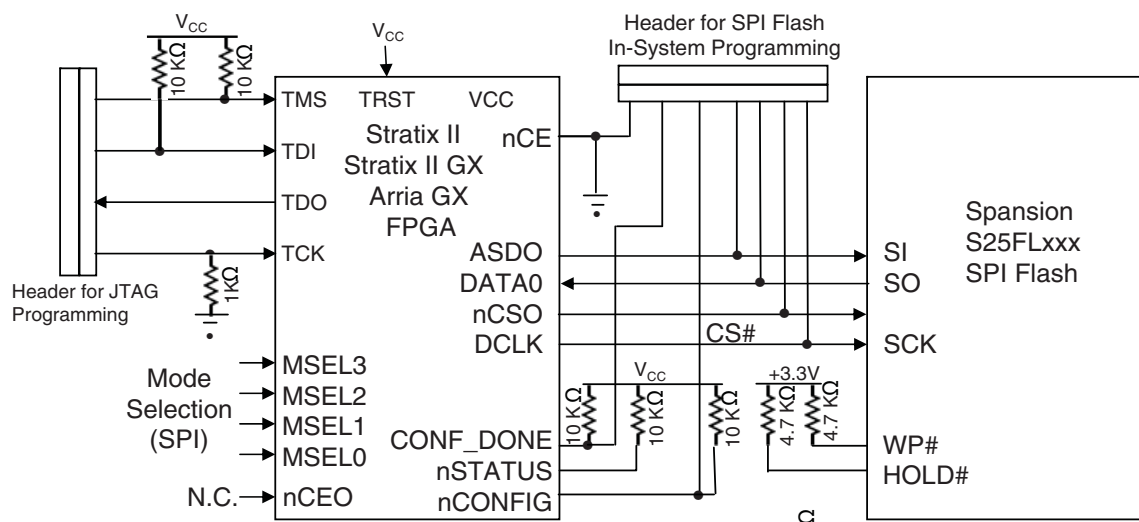 Header for SPI Flash
In-System Programming
V_CC
10 KΩ
10 KΩ
V_CC
TMS
TRST
VCC
nCE
Stratix II
Stratix II GX
Arria GX
FPGA
TDI
TDO
TCK
1KΩ
Header for JTAG
Programming
ASDO
DATA0
nCSO
DCLK
CS#
Spansion
S25FLxxx
SPI Flash
SI
SO
SCK
Mode
Selection
(SPI)
MSEL3
MSEL2
MSEL1
MSEL0
N.C.
nCEO
V_CC
10 KΩ
10 KΩ
10 KΩ
CONF_DONE
nSTATUS
nCONFIG
+3.3V
4.7 KΩ
4.7 KΩ
WP#
HOLD#
Ω